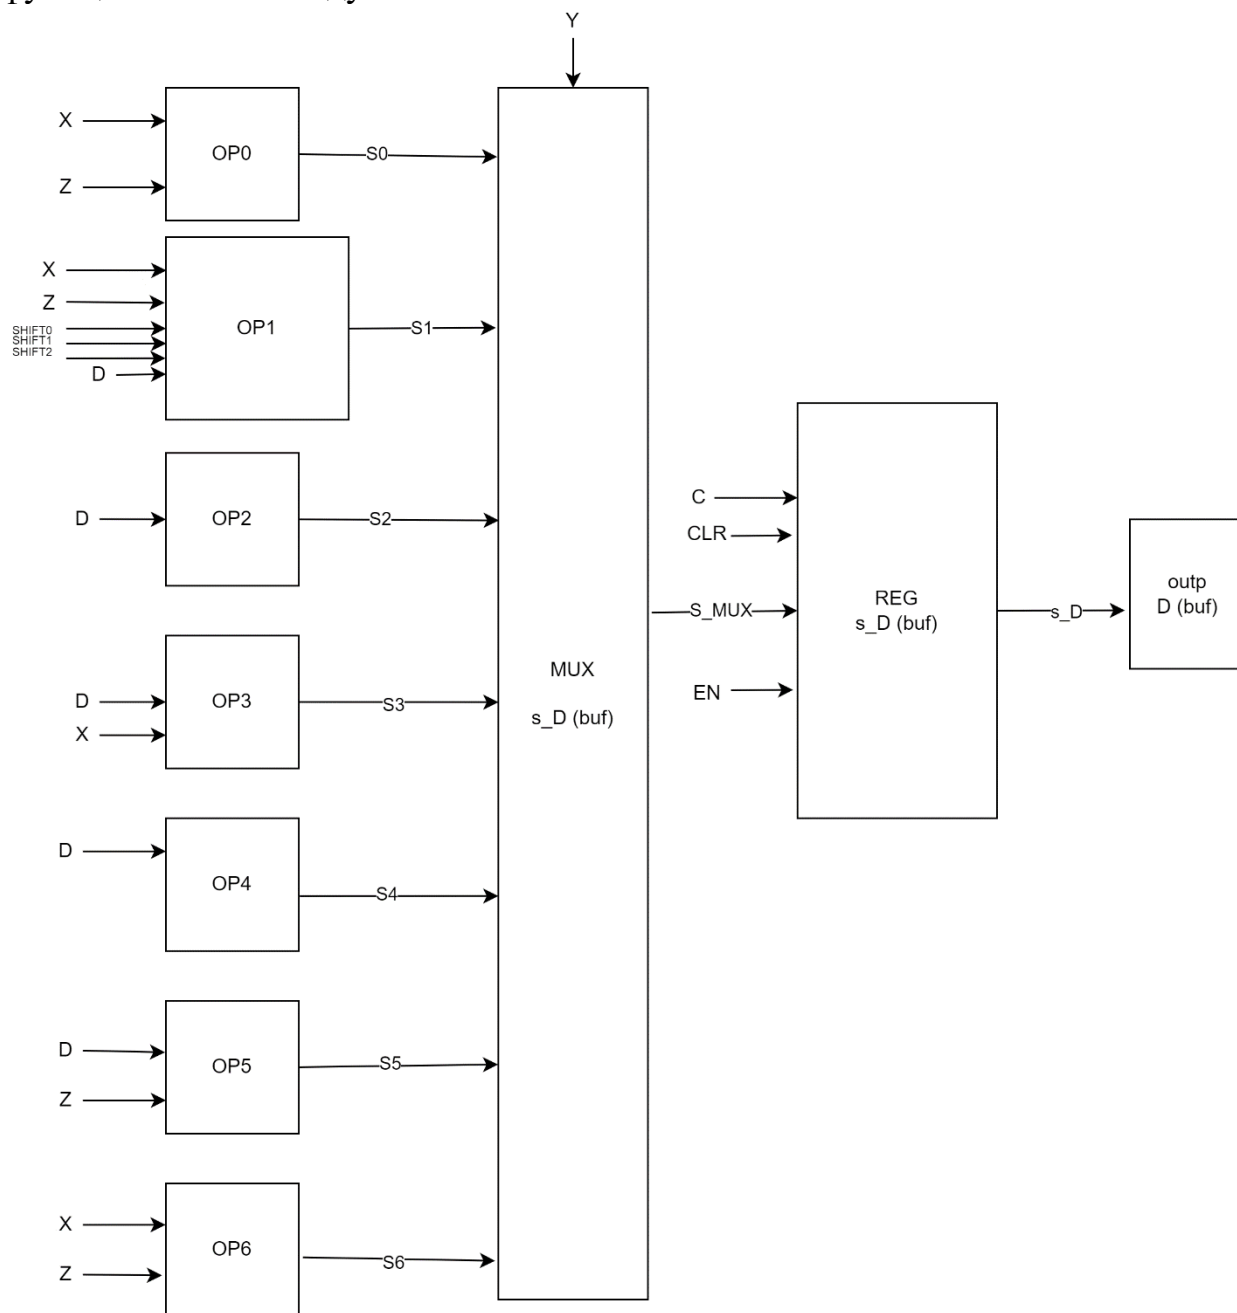 Y
X
OP0
S0
Z
X
Z
OP1
S1
SHIFT0
SHIFT1
SHIFT2
D
C
D
OP2
S2
CLR
outp
D (buf)
S_MUX
REG
s_D (buf)
s_D
MUX
s_D (buf)
EN
D
OP3
S3
X
D
OP4
S4
D
OP5
S5
Z
X
OP6
S6
Z